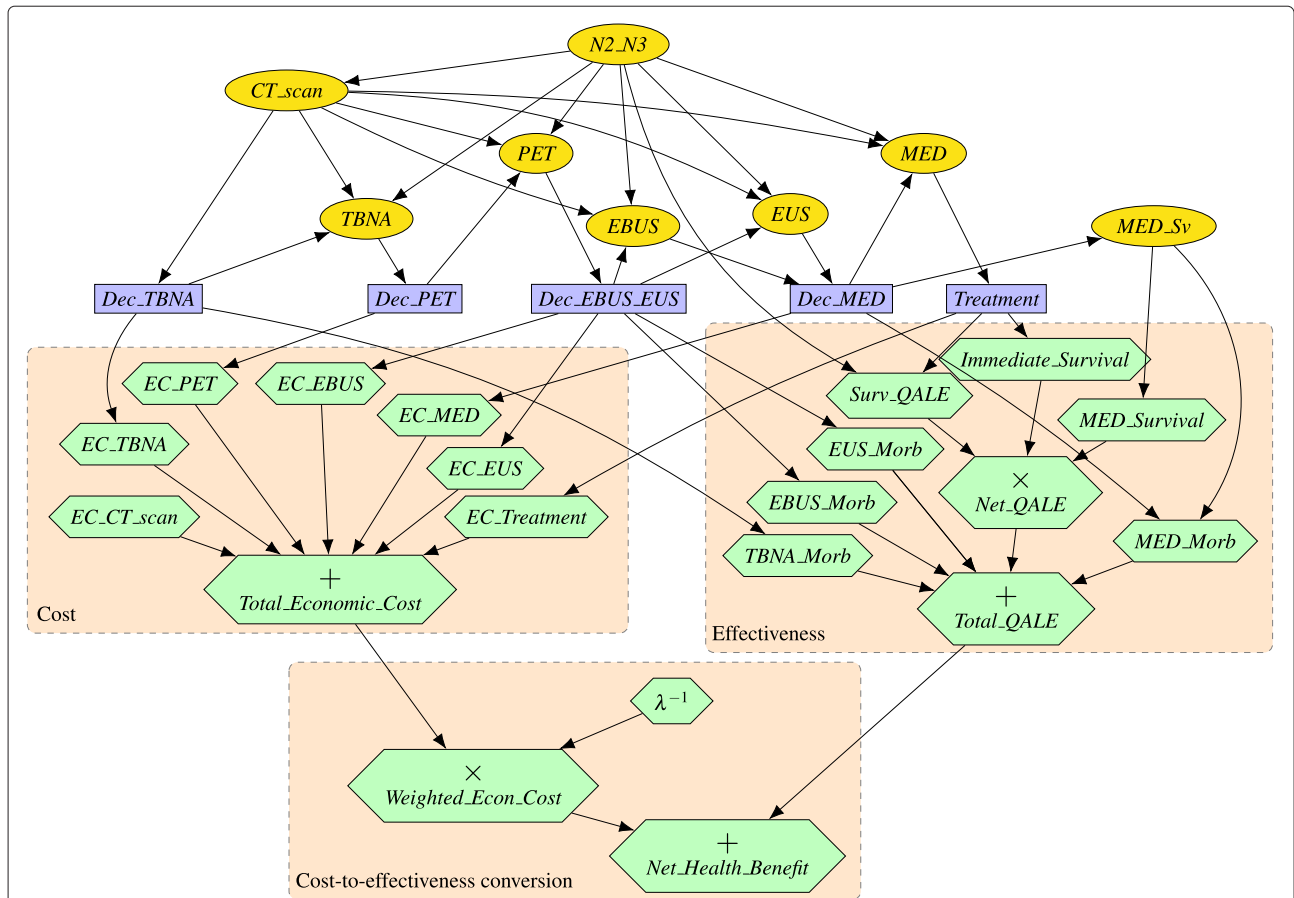 N2_N3
CT_scan
PET
MED
TBNA
EBUS
EUS
MED_Sv
Dec_TBNA
Dec_PET
Dec_EBUS_EUS
Dec_MED
Treatment
Immediate_Survival
EC_PET
EC_EBUS
Surv_QALE
EC_MED
MED_Survival
EC_TBNA
EUS_Morb
EC_EUS
×
Net_QALE
EBUS_Morb
EC_CT_scan
EC_Treatment
MED_Morb
TBNA_Morb
+
Total_Economic_Cost
Cost
+
Total_QALE
Effectiveness
λ⁻¹
×
Weighted_Econ_Cost
+
Net_Health_Benefit
Cost-to-effectiveness conversion